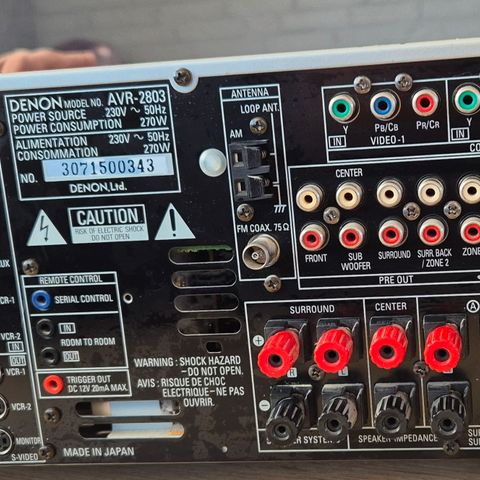 DENON MODEL NO. AVR-2803
POWER SOURCE 230V ~ 50Hz
POWER CONSUMPTION 270W
ALIMENTATION 230V ~ 50Hz
CONSOMMATION 270W
NO. 3071500343
DENON, Ltd.
CAUTION
RISK OF ELECTRIC SHOCK
DO NOT OPEN
REMOTE CONTROL
SERIAL CONTROL
IN
ROOM TO ROOM
OUT
TRIGGER OUT
DC 12V 20mA MAX.
MADE IN JAPAN
VCR-1
VCR-2
IN
OUT
VCR-1
VCR-2
MONITOR
S-VIDEO
WARNING : SHOCK HAZARD
– DO NOT OPEN.
AVIS : RISQUE DE CHOC
ELECTRIQUE–NE PAS
OUVRIR.
ANTENNA
LOOP ANT.
AM
FM COAX. 75Ω
Y PB/CB PR/CR
IN VIDEO-1
Y
IN
CENTER
FRONT
SUB
WOOFER
SURROUND
SURR. BACK
/ ZONE 2
PRE OUT
SURROUND
CENTER
A
+
R L
–
SPEAKER IMPEDANCE